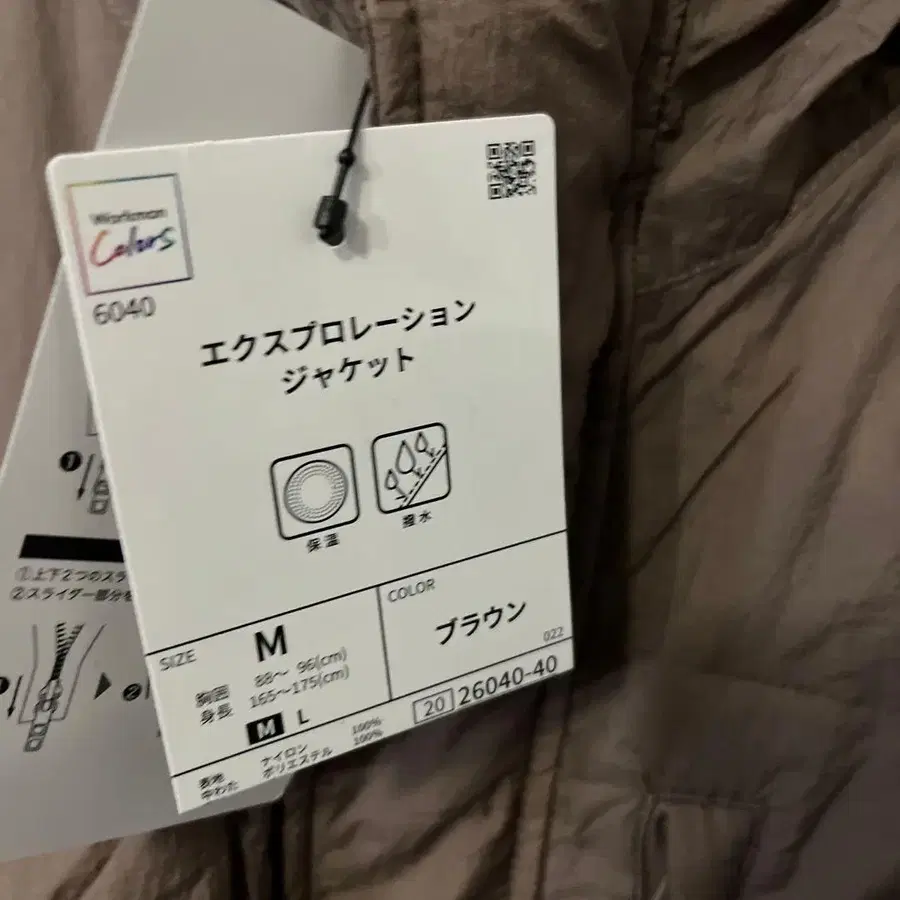 Workman
Colors
6040
エクスプロレーション
ジャケット
保温
撥水
SIZE
M
胸囲 88～ 96(cm)
身長 165～175(cm)
M L
COLOR
ブラウン
022
20 26040-40
表地 ナイロン 100%
中わた ポリエステル 100%
①
①上下2つのスラ
②スライダー部分を
②